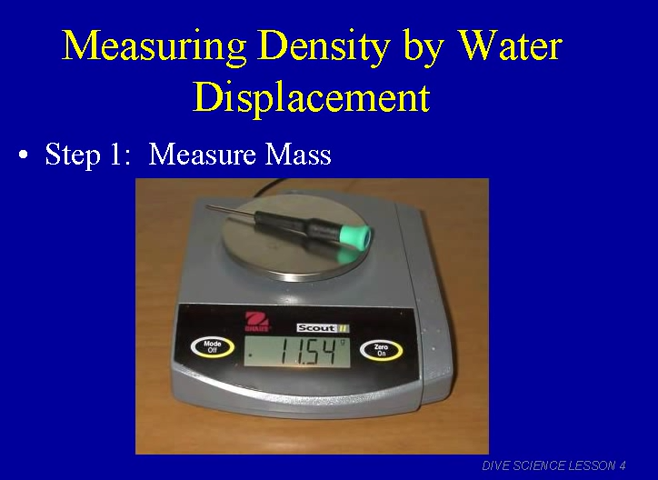 Measuring Density by Water
Displacement
• Step 1: Measure Mass
OHAUS
Scout II
Mode
Off
11.54 g
Zero
On
DIVE SCIENCE LESSON 4